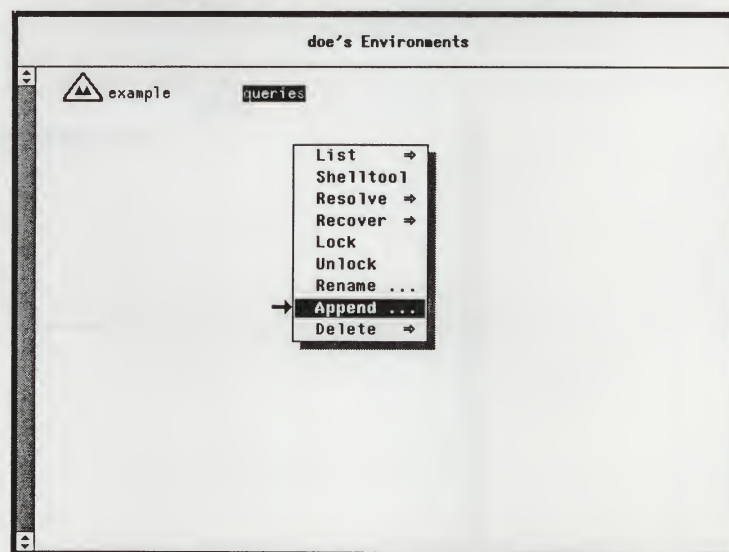 doe's Environments
example queries
List ⇒
Shelltool
Resolve ⇒
Recover ⇒
Lock
Unlock
Rename ...
Append ...
Delete ⇒